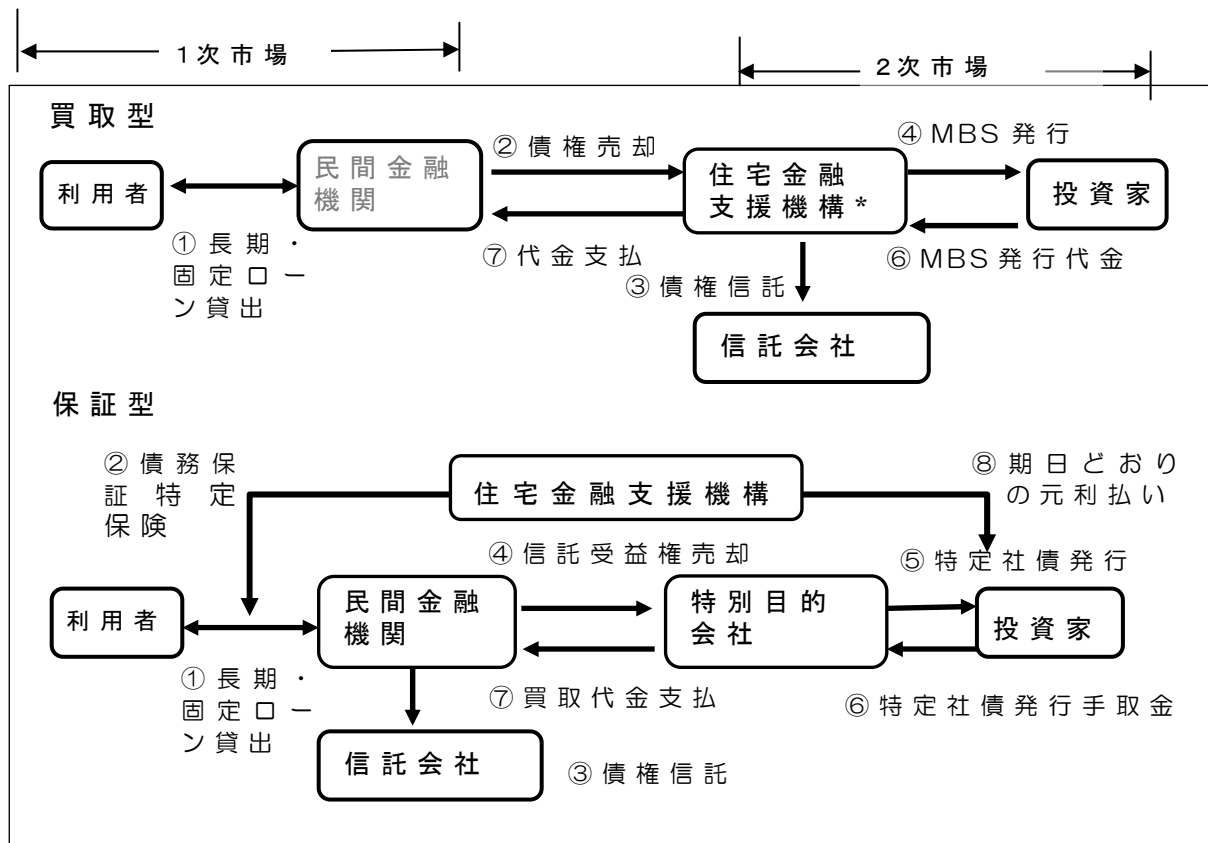 1次市場
2次市場
買取型
②債権売却
④MBS発行
利用者
民間金融
機関
住宅金融
支援機構*
投資家
①長期・
固定ロー
ン貸出
⑦代金支払
⑥MBS発行代金
③債権信託
信託会社
保証型
②債務保
証特定
保険
住宅金融支援機構
⑧期日どおり
の元利払い
④信託受益権売却
⑤特定社債発行
利用者
民間金融
機関
特別目的
会社
投資家
①長期・
固定ロー
ン貸出
⑦買取代金支払
⑥特定社債発行手取金
信託会社
③債権信託